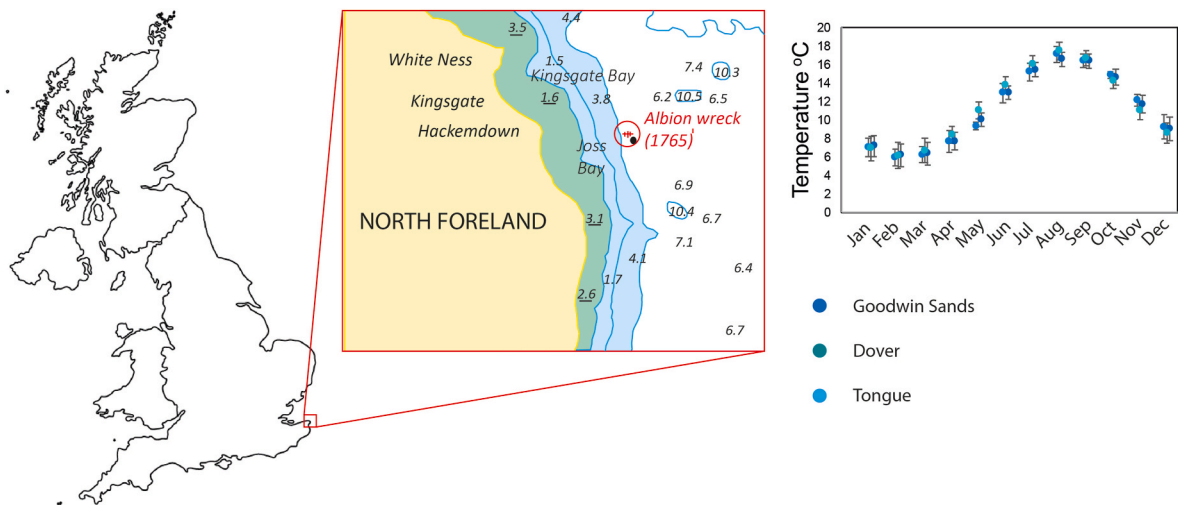 3.5
4.4
White Ness
1.5
Kingsgate Bay
7.4
10.3
Kingsgate
1.6
3.8
6.2
10.5
6.5
Hackemdown
Albion wreck
(1765)
Joss
Bay
6.9
NORTH FORELAND
3.1
10.4
6.7
7.1
4.1
6.4
1.7
2.6
6.7
Temperature ºC
20
18
16
14
12
10
8
6
4
2
0
Jan
Feb
Mar
Apr
May
Jun
Jul
Aug
Sep
Oct
Nov
Dec
Goodwin Sands
Dover
Tongue